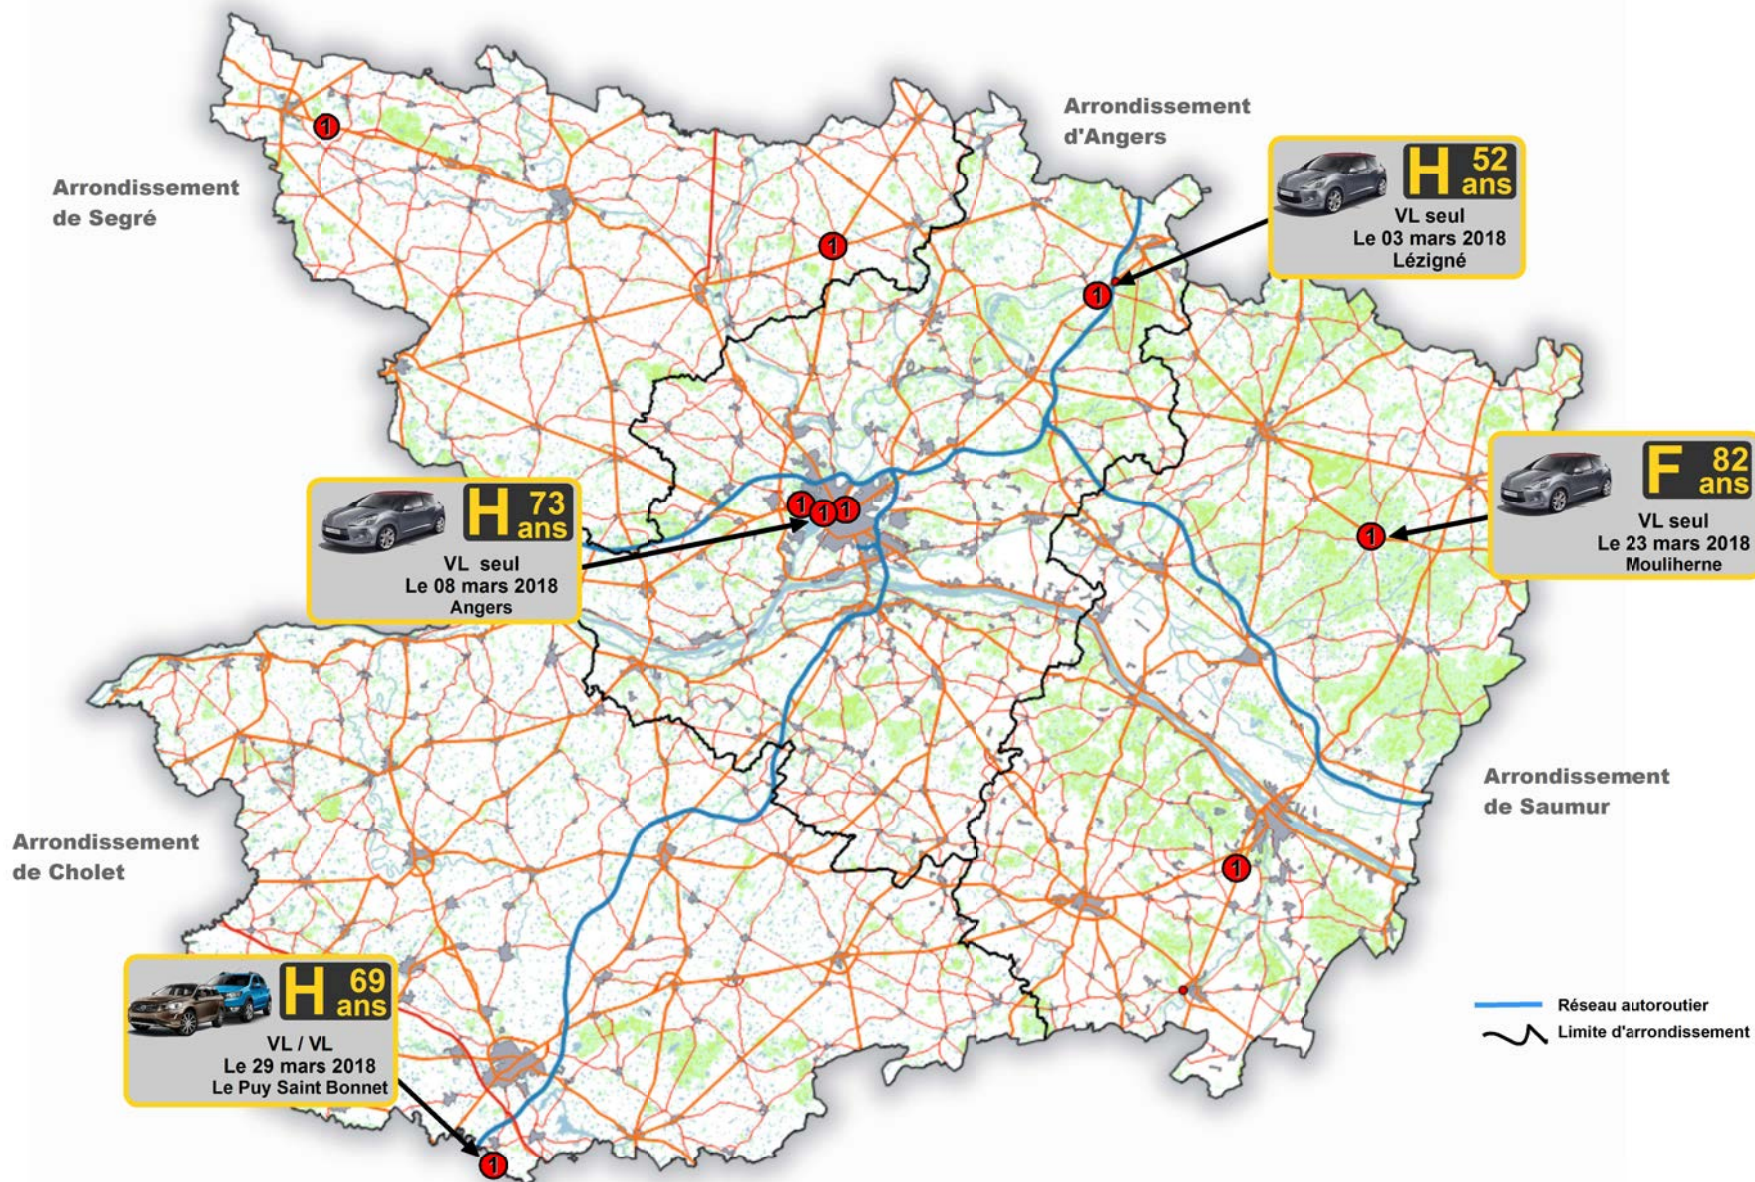 Arrondissement
d'Angers
1
Arrondissement
de Segré
H 52
ans
VL seul
Le 03 mars 2018
Lézigné
1
1
H 73
ans
VL seul
Le 08 mars 2018
Angers
1
1
1
F 82
ans
VL seul
Le 23 mars 2018
Mouliherne
1
Arrondissement
de Saumur
Arrondissement
de Cholet
1
H 69
ans
VL / VL
Le 29 mars 2018
Le Puy Saint Bonnet
1
Réseau autoroutier
Limite d'arrondissement